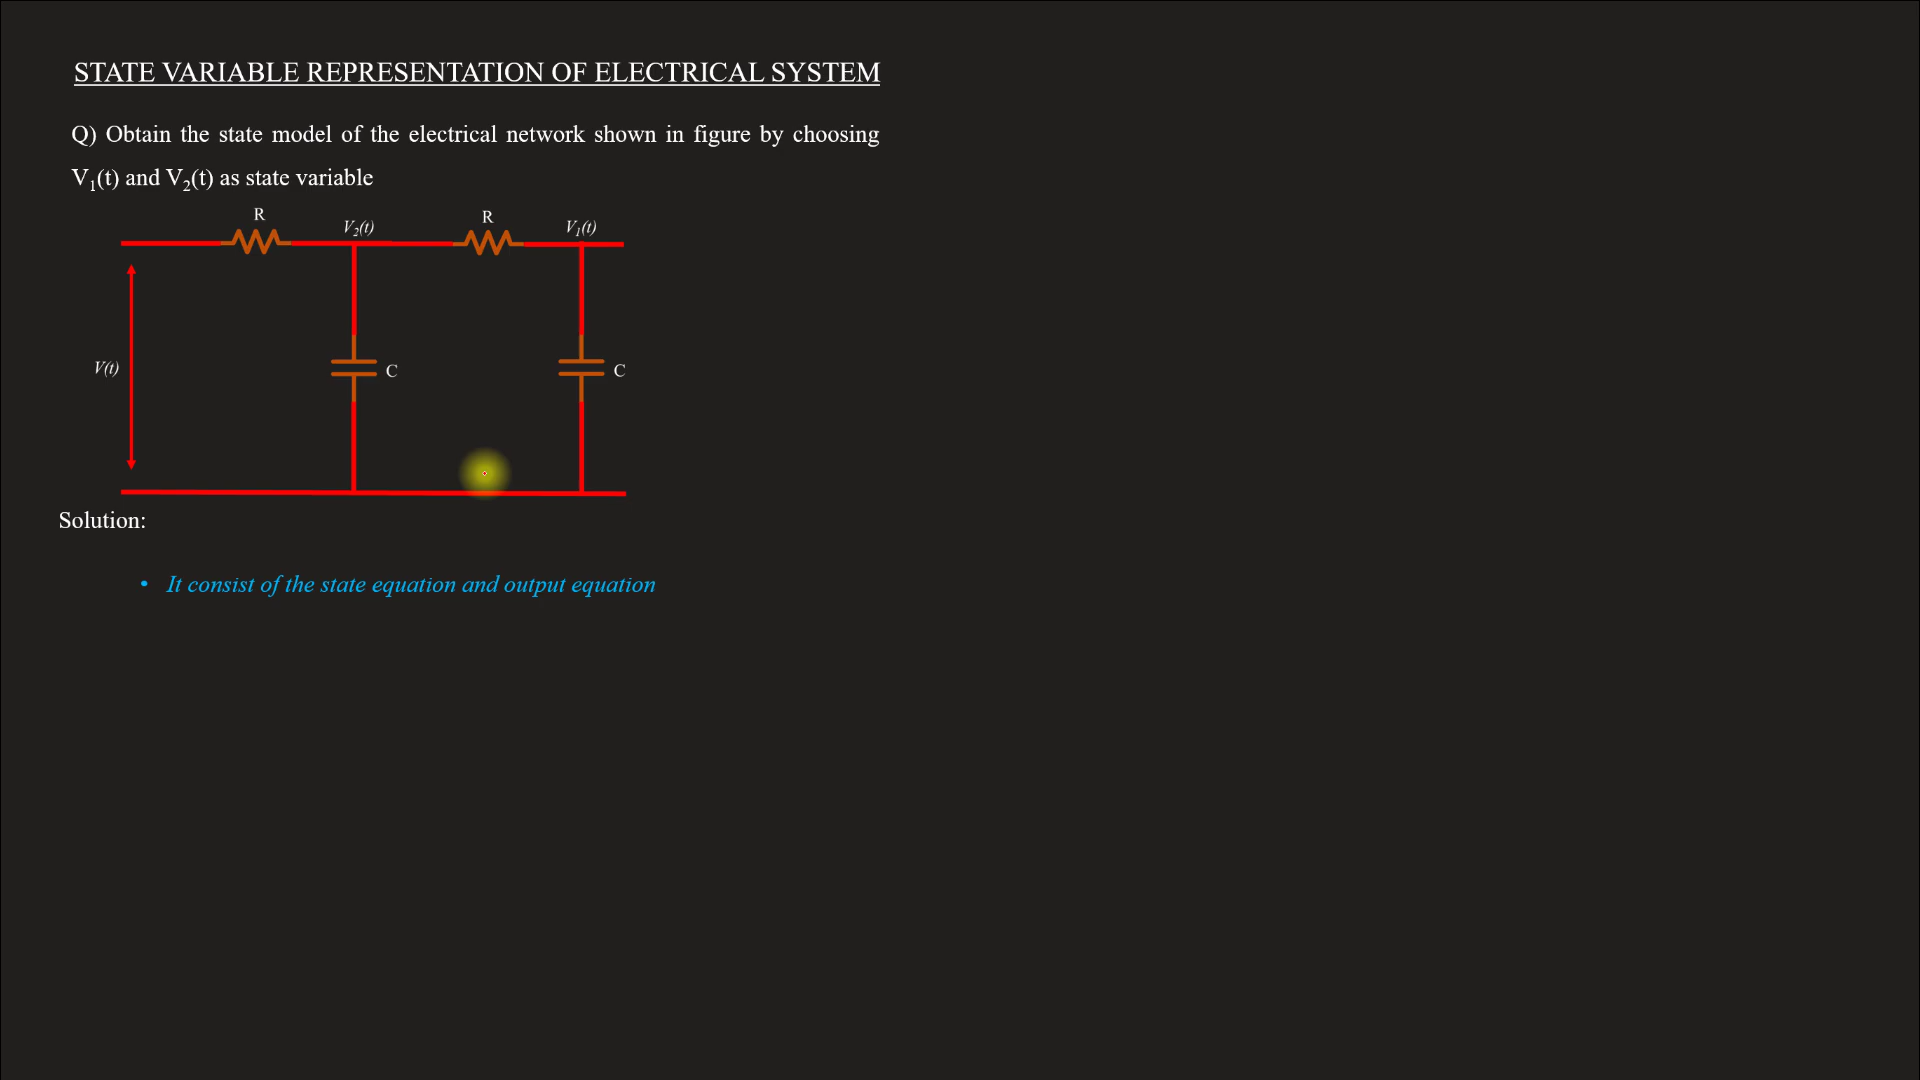 STATE VARIABLE REPRESENTATION OF ELECTRICAL SYSTEM
Q) Obtain the state model of the electrical network shown in figure by choosing
V₁(t) and V₂(t) as state variable
R
R
V₂(t)
V₁(t)
V(t)
C
C
Solution:
• It consist of the state equation and output equation